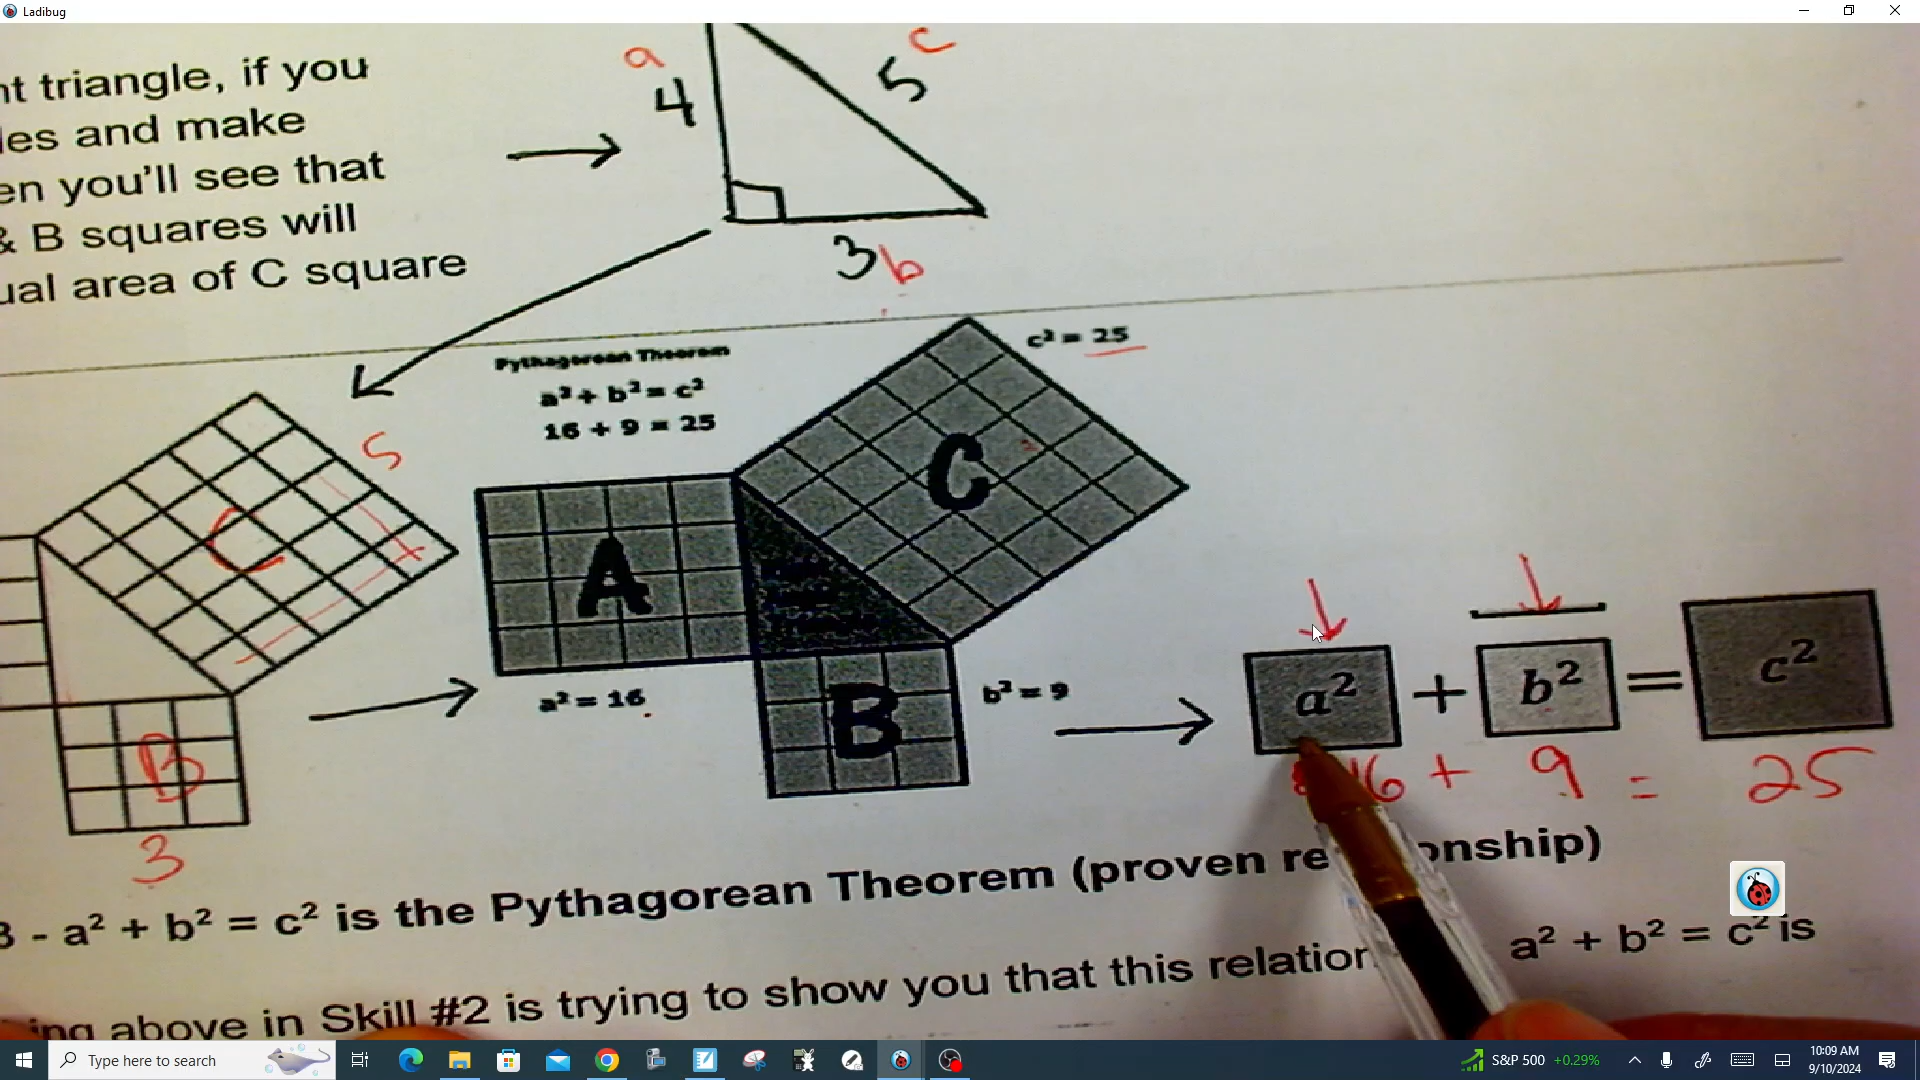 Ladibug
nt triangle, if you
les and make
en you'll see that
& B squares will
ual area of C square
a
4
c
5
3b
Pythagorean Theorem
a² + b² = c²
16 + 9 = 25
c² = 25
5
C
C
A
B
B
3
a² = 16
b² = 9
a² + b² = c²
16 + 9 = 25
3 - a² + b² = c² is the Pythagorean Theorem (proven re onship)
ing above in Skill #2 is trying to show you that this relation a² + b² = c² is
Type here to search
S&P 500 +0.29%
10:09 AM
9/10/2024